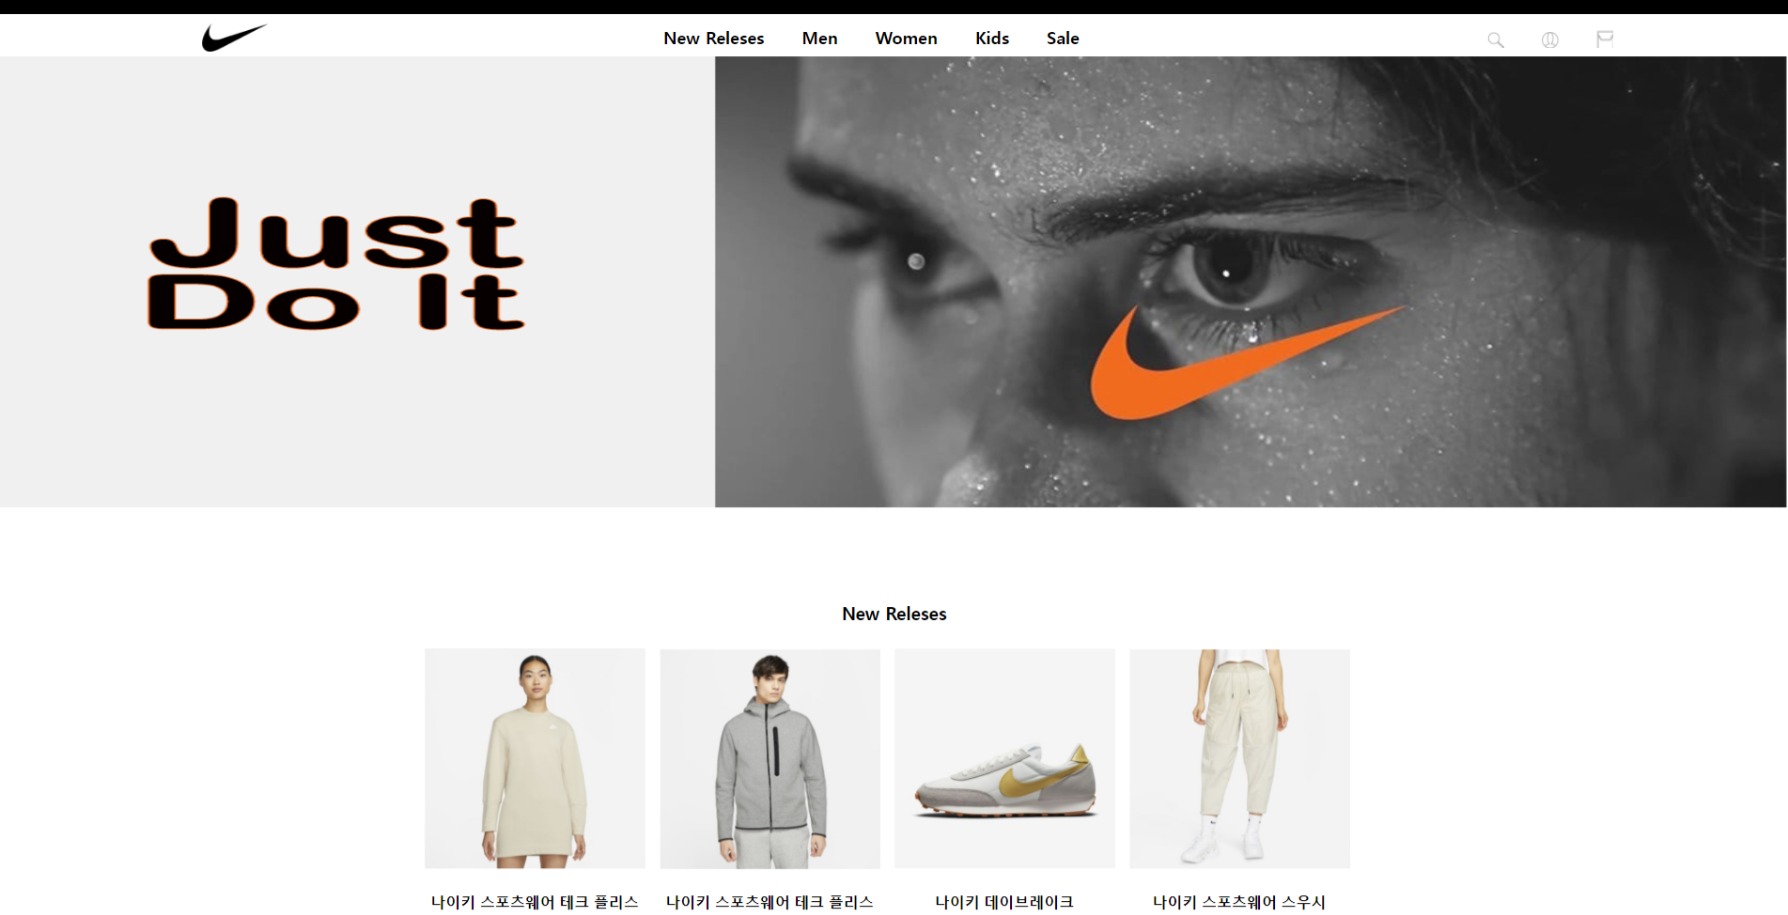 New Releses
Men
Women
Kids
Sale
Just
Do It
New Releses
나이키 스포츠웨어 테크 플리스
나이키 스포츠웨어 테크 플리스
나이키 데이브레이크
나이키 스포츠웨어 스우시